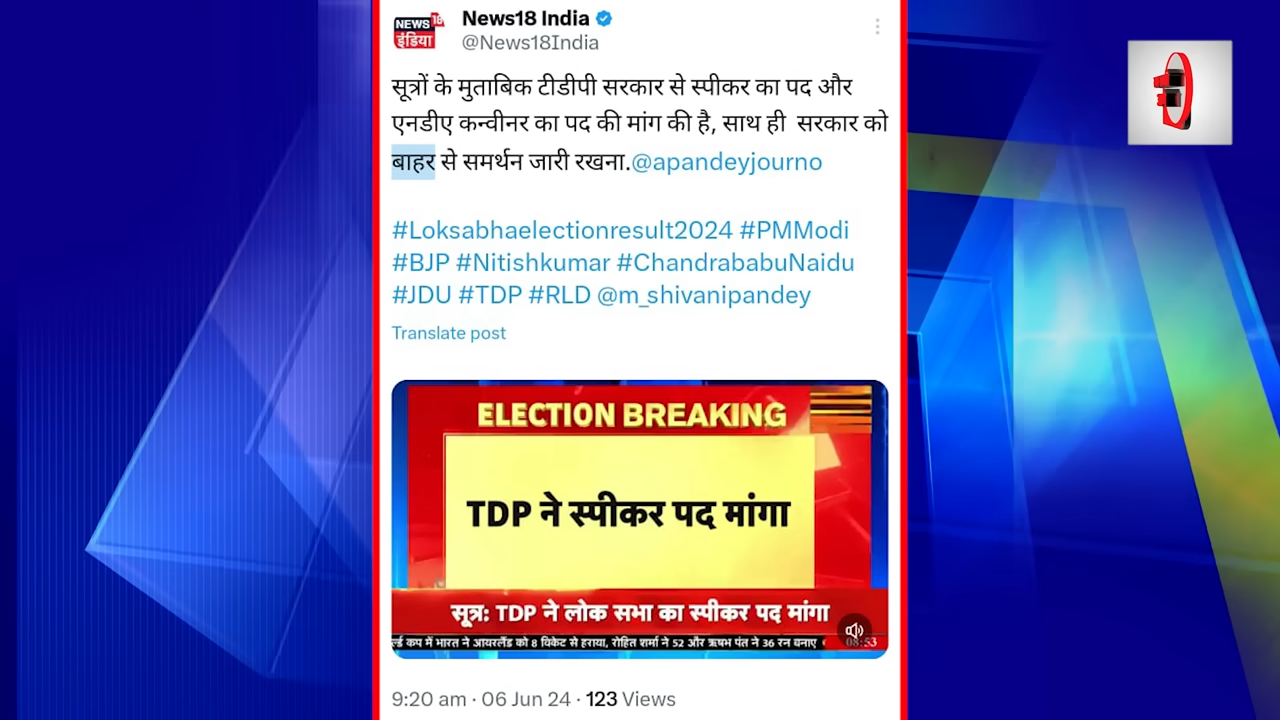 NEWS 18
इंडिया
News18 India
@News18India
सूत्रों के मुताबिक टीडीपी सरकार से स्पीकर का पद और
एनडीए कन्वीनर का पद की मांग की है, साथ ही सरकार को
बाहर से समर्थन जारी रखना.@apandeyjourno
#Loksabhaelectionresult2024 #PMModi
#BJP #Nitishkumar #ChandrababuNaidu
#JDU #TDP #RLD @m_shivanipandey
Translate post
ELECTION BREAKING
TDP ने स्पीकर पद मांगा
सूत्र: TDP ने लोक सभा का स्पीकर पद मांगा
र्ल्ड कप में भारत ने आयरलैंड को 8 विकेट से हराया, रोहित शर्मा ने 52 और ऋषभ पंत ने 36 रन बनाए
9:20 am · 06 Jun 24 · 123 Views